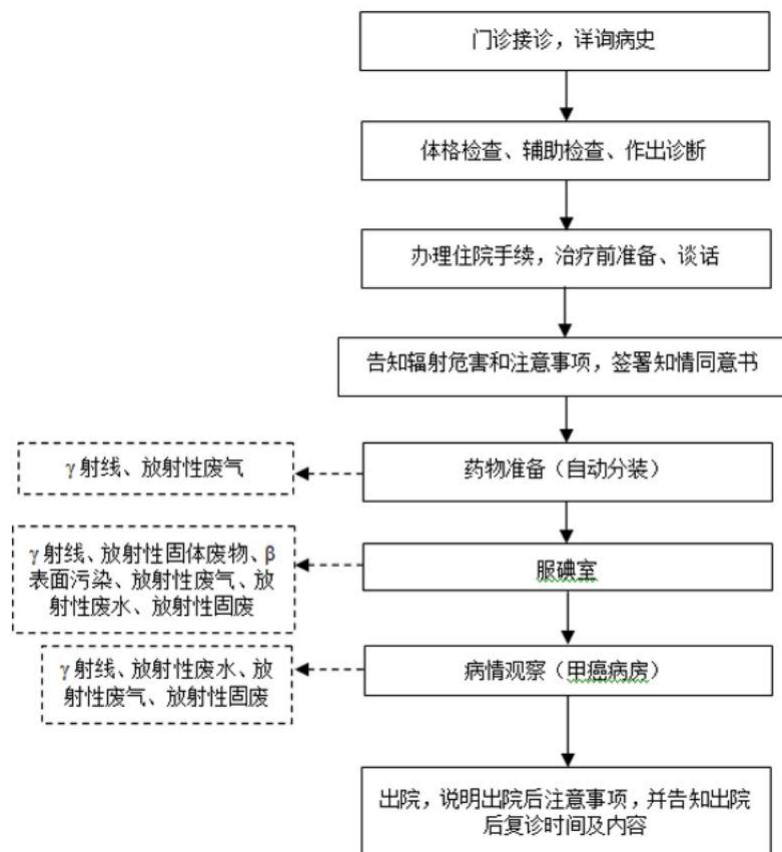 门诊接诊，详询病史
体格检查、辅助检查、作出诊断
办理住院手续，治疗前准备、谈话
告知辐射危害和注意事项，签署知情同意书
γ射线、放射性废气
药物准备（自动分装）
γ射线、放射性固体废物、β
表面污染、放射性废气、放
射性废水、放射性固废
服碘室
γ射线、放射性废水、放
射性废气、放射性固废
病情观察（甲癌病房）
出院，说明出院后注意事项，并告知出院
后复诊时间及内容